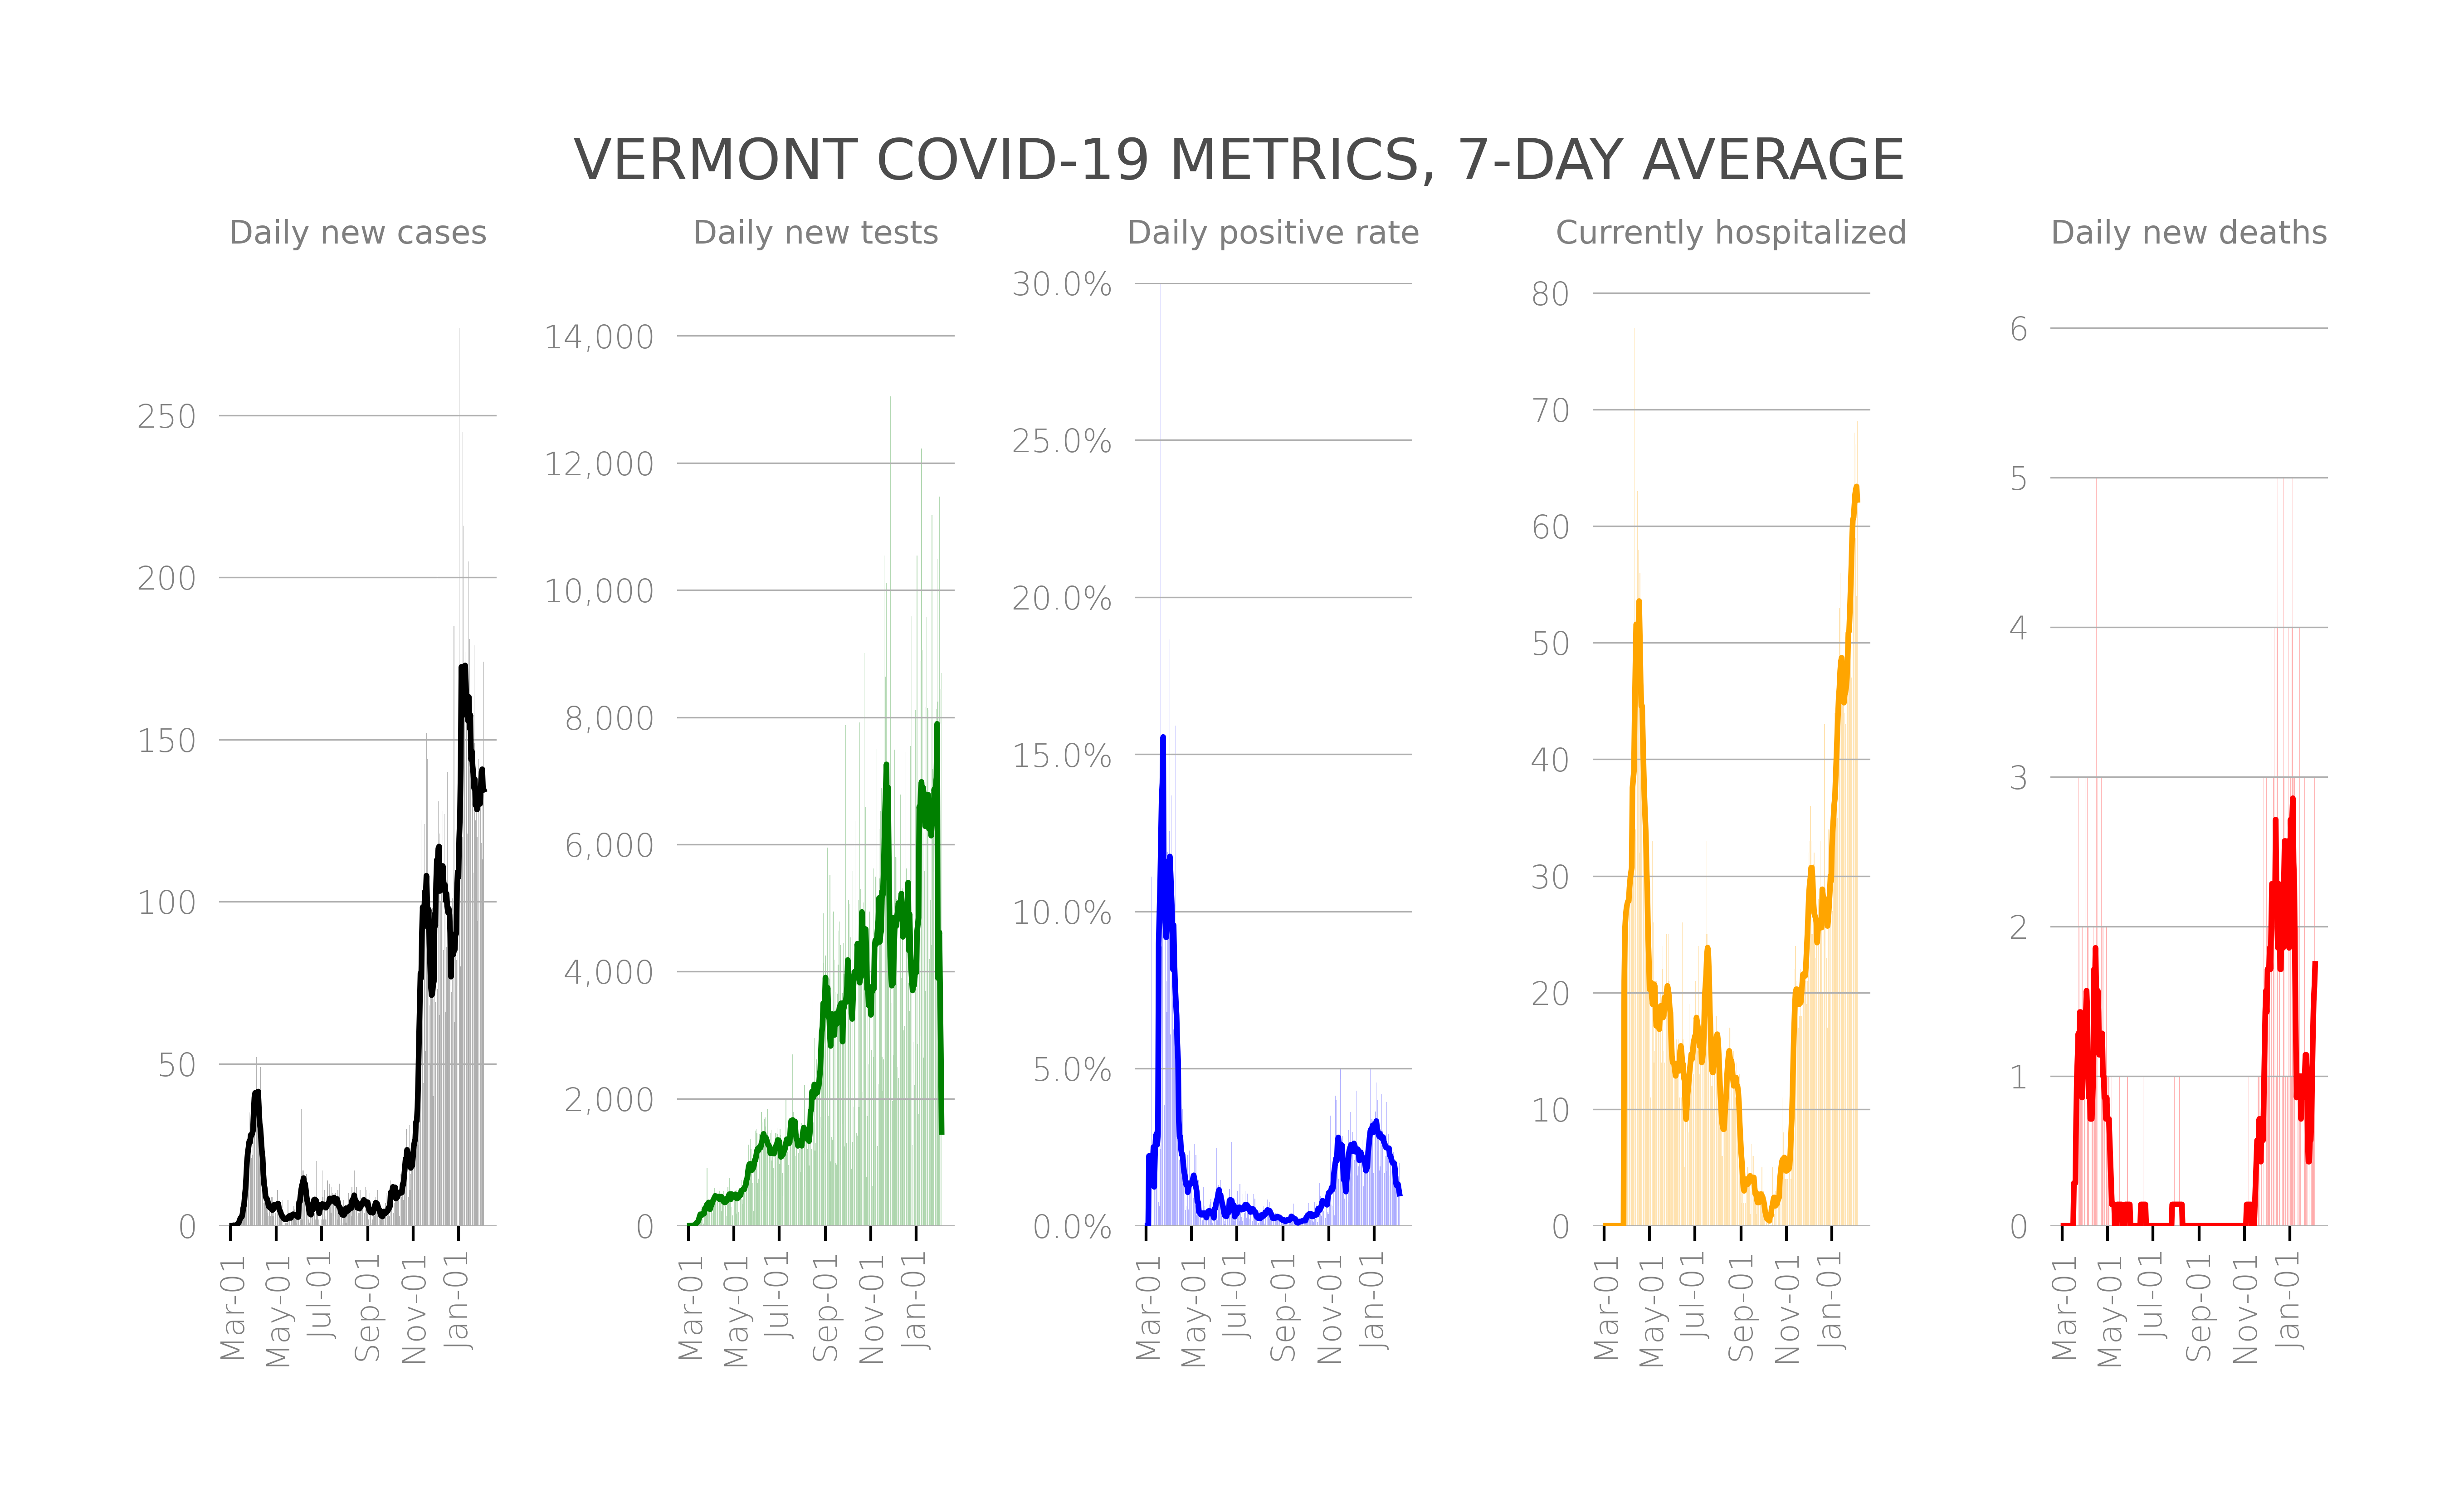 VERMONT COVID-19 METRICS, 7-DAY AVERAGE
Daily new cases
250
200
150
100
50
0
Mar-01
May-01
Jul-01
Sep-01
Nov-01
Jan-01
Daily new tests
14,000
12,000
10,000
8,000
6,000
4,000
2,000
0
Mar-01
May-01
Jul-01
Sep-01
Nov-01
Jan-01
Daily positive rate
30.0%
25.0%
20.0%
15.0%
10.0%
5.0%
0.0%
Mar-01
May-01
Jul-01
Sep-01
Nov-01
Jan-01
Currently hospitalized
80
70
60
50
40
30
20
10
0
Mar-01
May-01
Jul-01
Sep-01
Nov-01
Jan-01
Daily new deaths
6
5
4
3
2
1
0
Mar-01
May-01
Jul-01
Sep-01
Nov-01
Jan-01